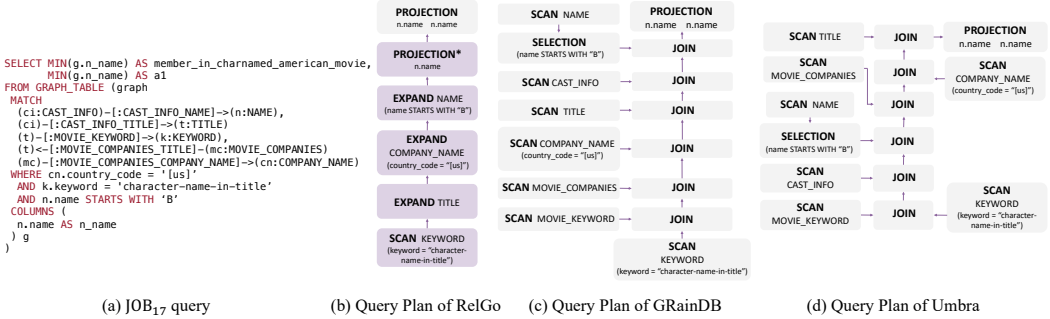 SELECT MIN(g.n_name) AS member_in_charnamed_american_movie,
MIN(g.n_name) AS a1
FROM GRAPH_TABLE (graph
MATCH
(ci:CAST_INFO)-[:CAST_INFO_NAME]->(n:NAME),
(ci)-[:CAST_INFO_TITLE]->(t:TITLE)
(t)-[:MOVIE_KEYWORD]->(k:KEYWORD),
(t)<-[:MOVIE_COMPANIES_TITLE]-(mc:MOVIE_COMPANIES)
(mc)-[:MOVIE_COMPANIES_COMPANY_NAME]->(cn:COMPANY_NAME)
WHERE cn.country_code = '[us]'
AND k.keyword = 'character-name-in-title'
AND n.name STARTS WITH ‘B’
COLUMNS (
n.name AS n_name
) g
)
(a) JOB17 query
PROJECTION
n.name n.name
PROJECTION*
n.name
EXPAND NAME
(name STARTS WITH “B”)
EXPAND
COMPANY_NAME
(country_code = “[us]”)
EXPAND TITLE
SCAN KEYWORD
(keyword = “character-
name-in-title”)
(b) Query Plan of RelGo
PROJECTION
n.name n.name
SCAN NAME
SELECTION
(name STARTS WITH “B”)
JOIN
SCAN CAST_INFO
JOIN
SCAN TITLE
JOIN
SCAN COMPANY_NAME
(country_code = “[us]”)
JOIN
SCAN MOVIE_COMPANIES
JOIN
SCAN MOVIE_KEYWORD
JOIN
SCAN
KEYWORD
(keyword = “character-name-in-title”)
(c) Query Plan of GRainDB
SCAN TITLE
JOIN
PROJECTION
n.name n.name
SCAN
MOVIE_COMPANIES
JOIN
SCAN
COMPANY_NAME
(country_code = “[us]”)
SCAN NAME
JOIN
SELECTION
(name STARTS WITH “B”)
JOIN
SCAN
CAST_INFO
JOIN
SCAN
MOVIE_KEYWORD
JOIN
SCAN
KEYWORD
(keyword = “character-
name-in-title”)
(d) Query Plan of Umbra